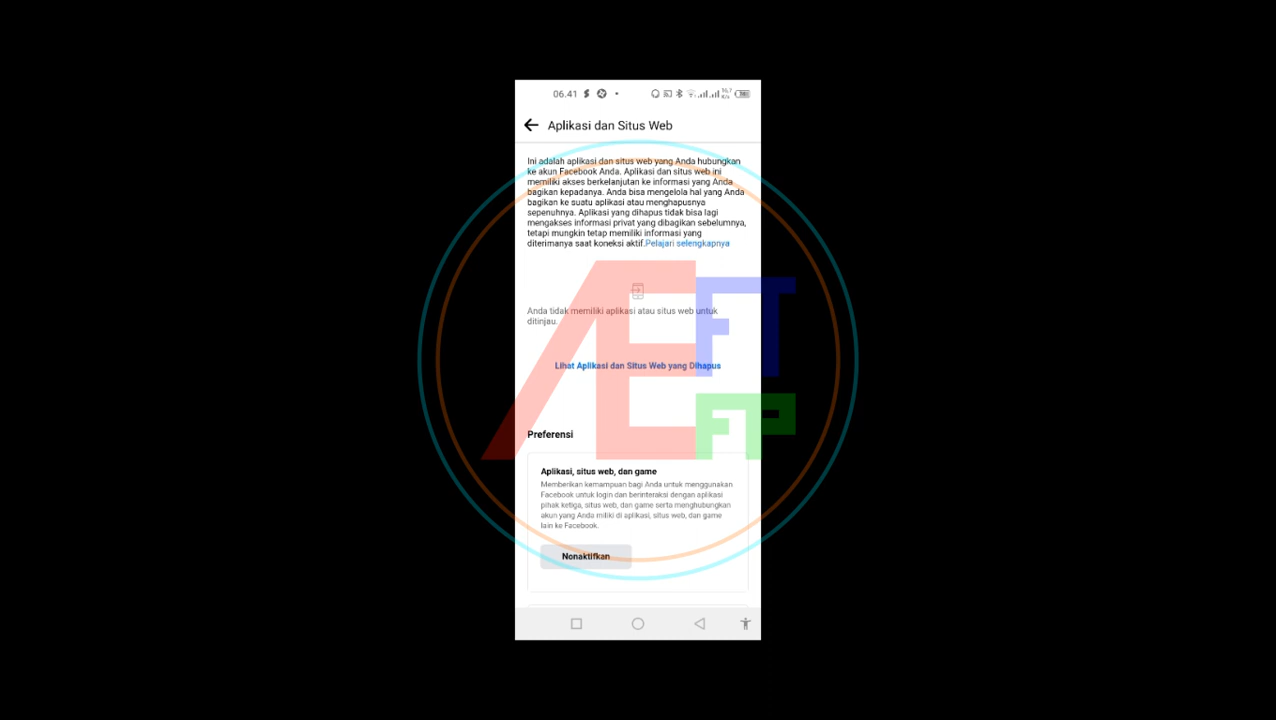 06.41
Aplikasi dan Situs Web
Ini adalah aplikasi dan situs web yang Anda hubungkan
ke akun Facebook Anda. Aplikasi dan situs web ini
memiliki akses berkelanjutan ke informasi yang Anda
bagikan kepadanya. Anda bisa mengelola hal yang Anda
bagikan ke suatu aplikasi atau menghapusnya
sepenuhnya. Aplikasi yang dihapus tidak bisa lagi
mengakses informasi privat yang dibagikan sebelumnya,
tetapi mungkin tetap memiliki informasi yang
diterimanya saat koneksi aktif.Pelajari selengkapnya
Anda tidak memiliki aplikasi atau situs web untuk
ditinjau.
Lihat Aplikasi dan Situs Web yang Dihapus
Preferensi
Aplikasi, situs web, dan game
Memberikan kemampuan bagi Anda untuk menggunakan
Facebook untuk login dan berinteraksi dengan aplikasi
pihak ketiga, situs web, dan game serta menghubungkan
akun yang Anda miliki di aplikasi, situs web, dan game
lain ke Facebook.
Nonaktifkan